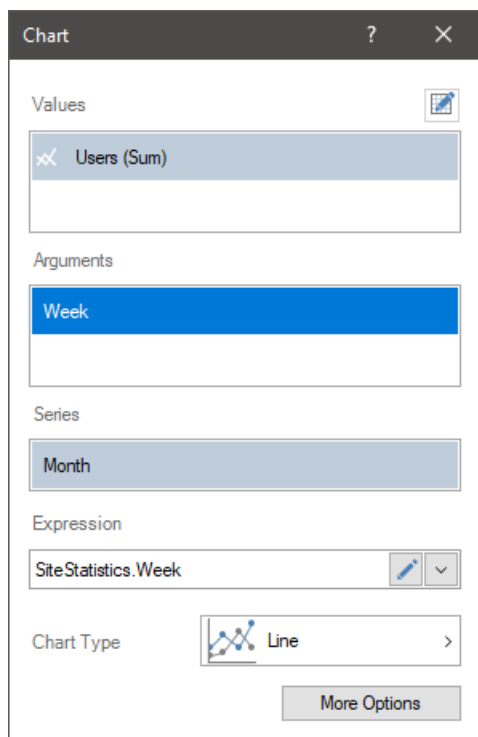 Chart ?
Values
Users (Sum)
Arguments
Week
Series
Month
Expression
SiteStatistics.Week
Chart Type Line
More Options